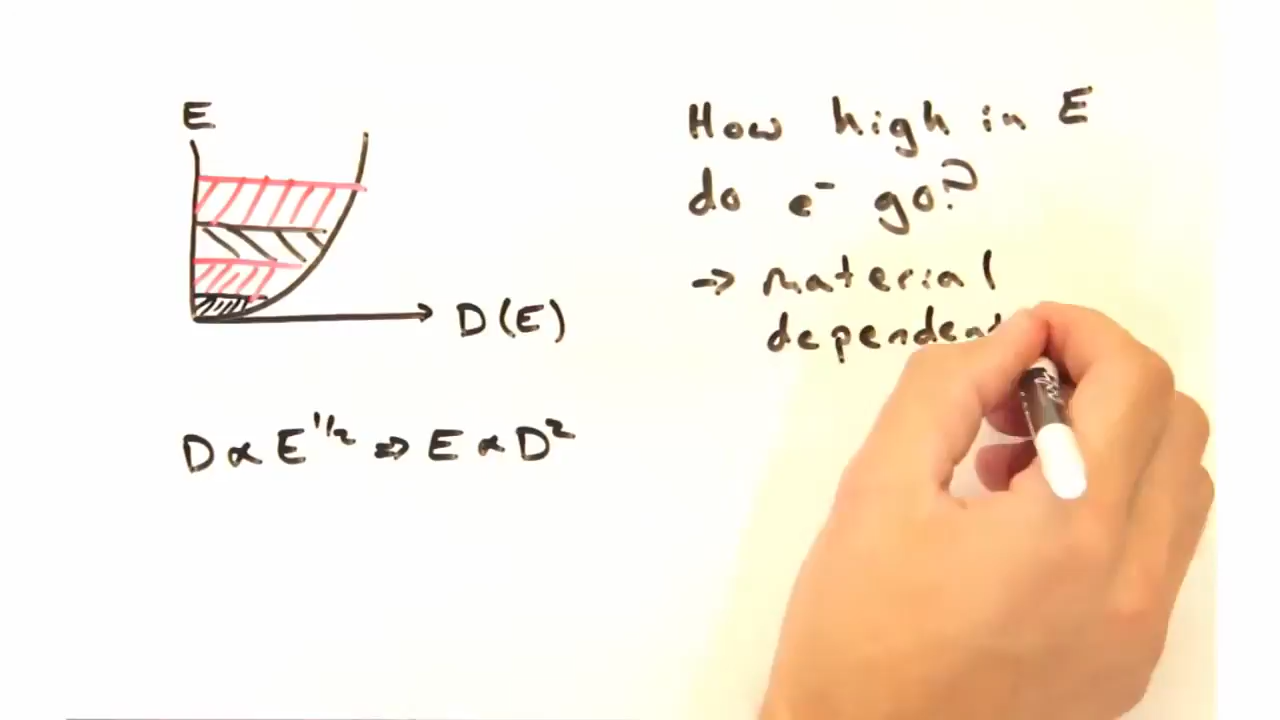 E
D(E)
D ∝ E^1/2 ⇒ E ∝ D^2
How high in E
do e⁻ go?
→ material
dependent